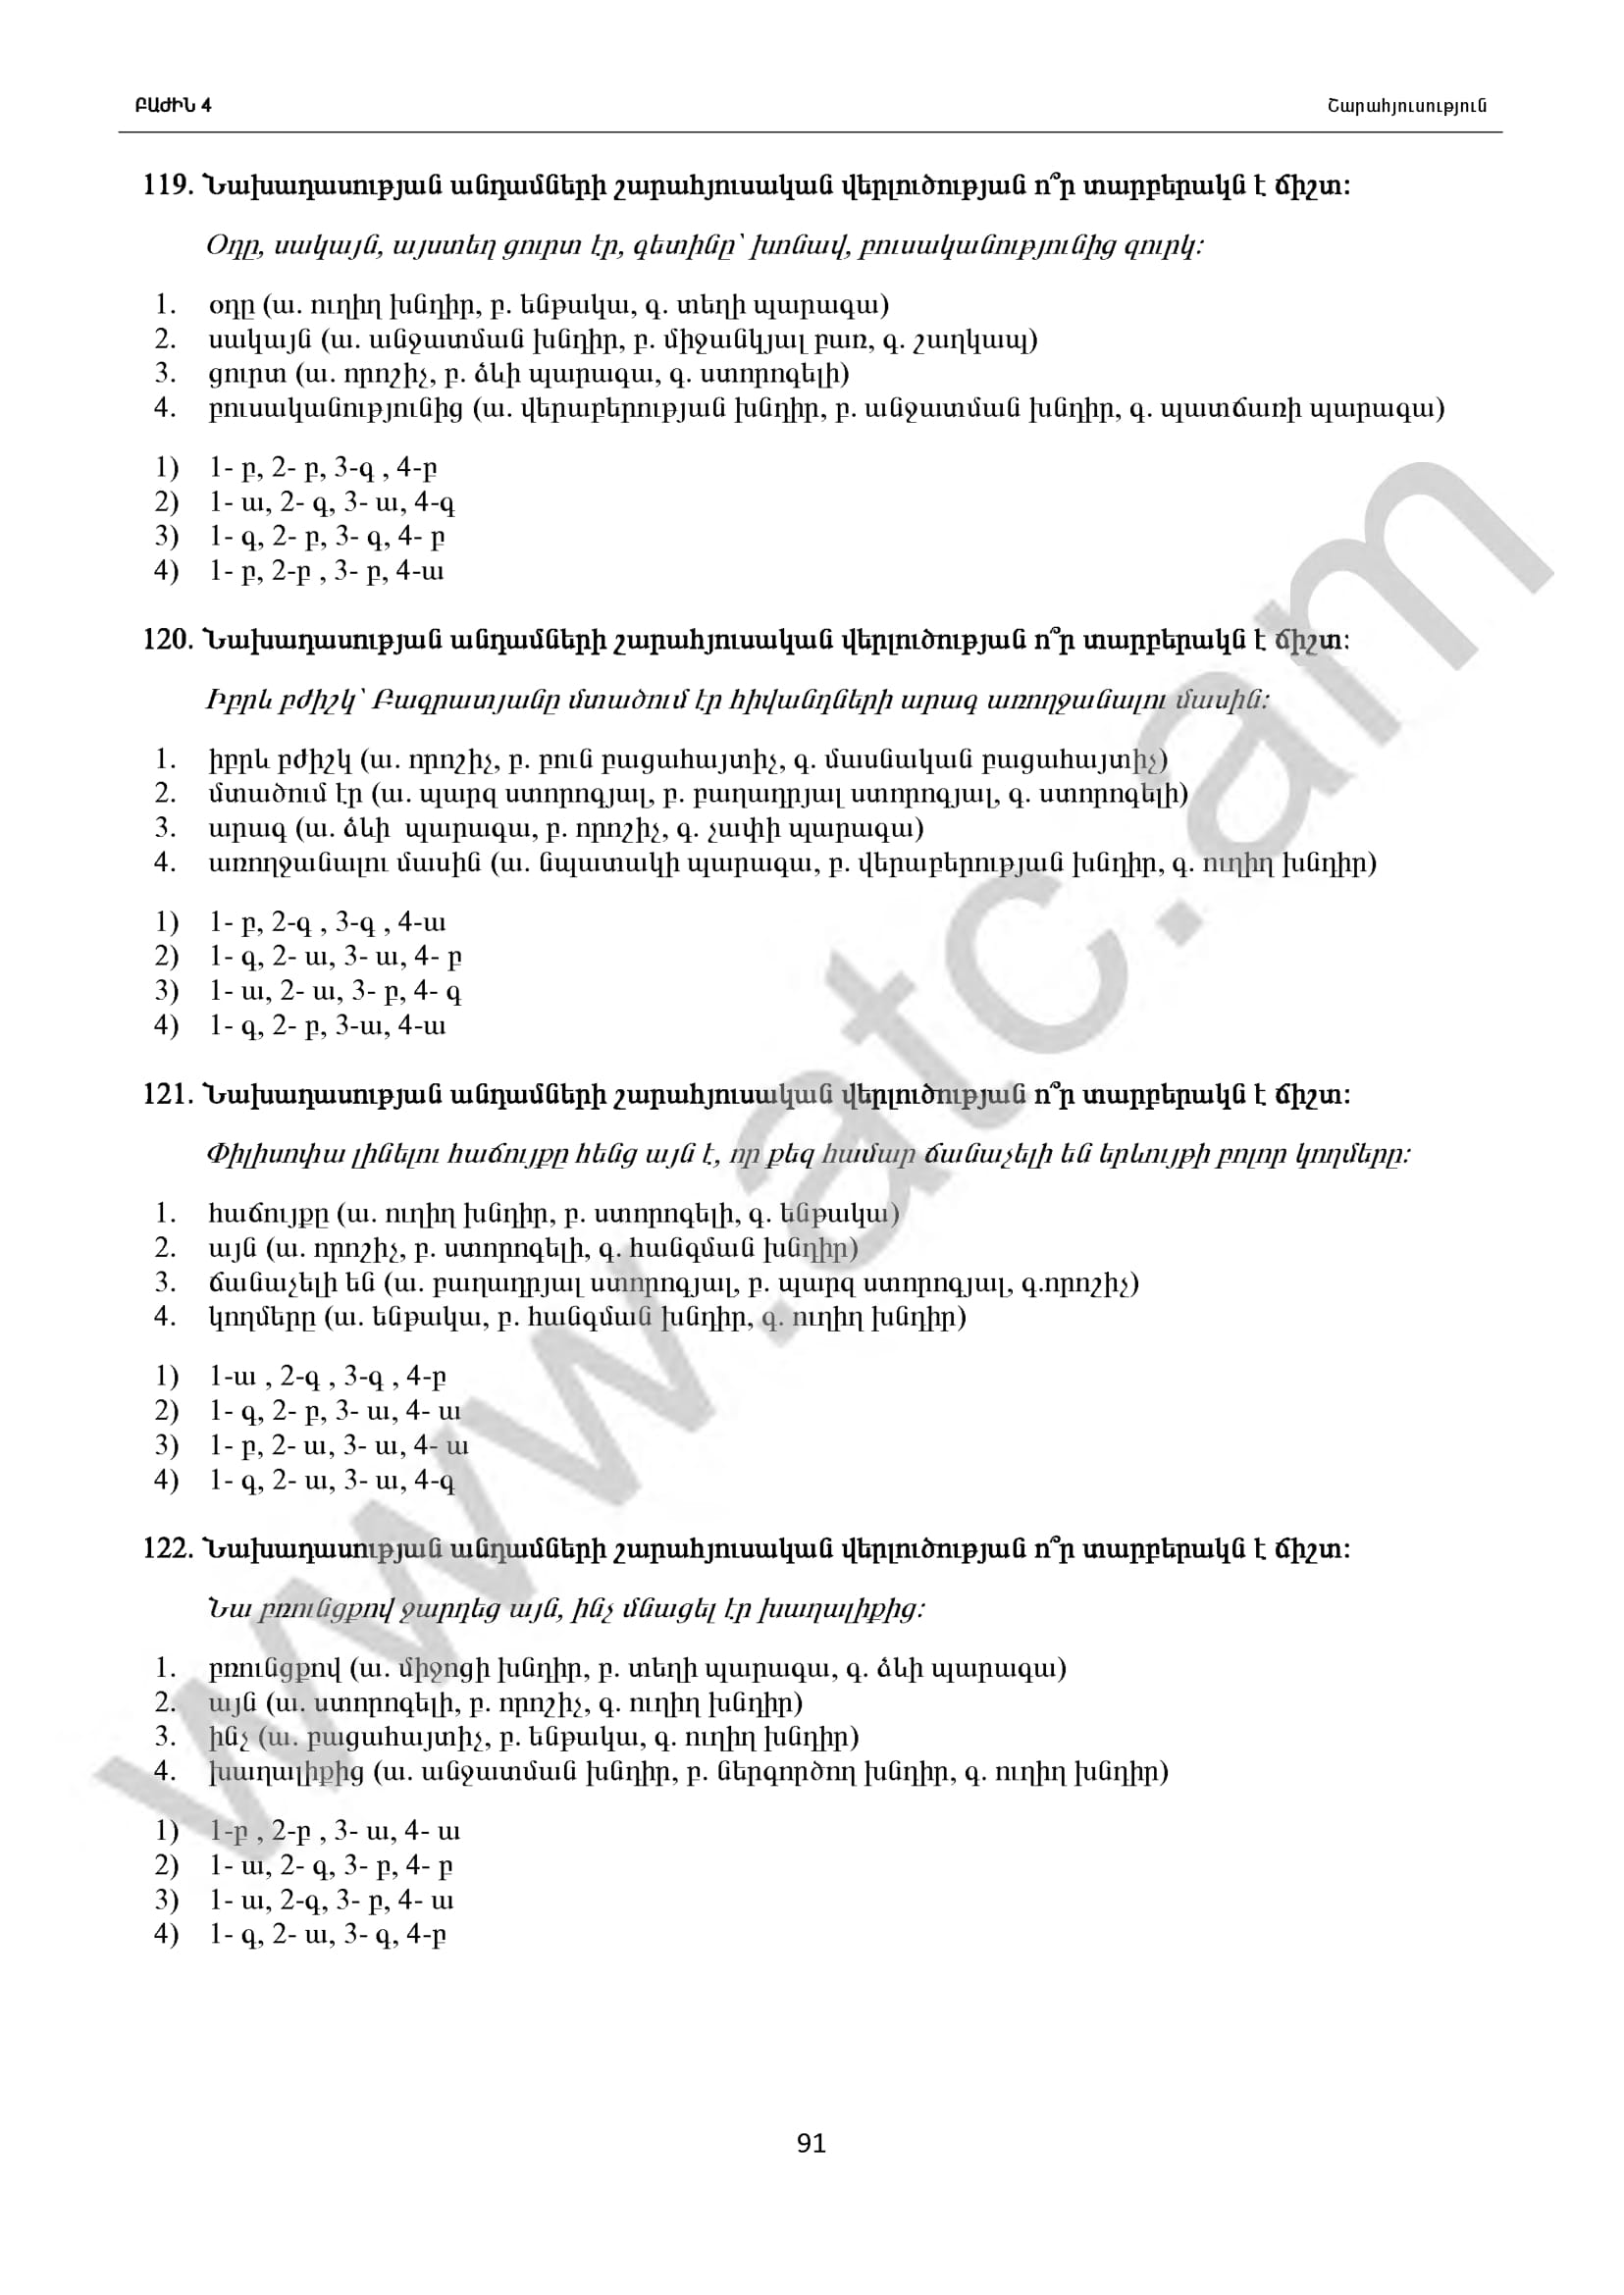 ԲԱԺԻՆ 4
Շարահյուսություն
119. Նախադասության անդամների շարահյուսական վերլուծության ո՞ր տարբերակն է ճիշտ:
Օդը, սակայն, այստեղ ցուրտ էր, գետինը՝ խոնավ, բուսականությունից զուրկ:
1. օդը (ա. ուղիղ խնդիր, բ. ենթակա, գ. տեղի պարագա)
2. սակայն (ա. անջատման խնդիր, բ. միջանկյալ բառ, գ. շաղկապ)
3. ցուրտ (ա. որոշիչ, բ. ձևի պարագա, գ. ստորոգելի)
4. բուսականությունից (ա. վերաբերության խնդիր, բ. անջատման խնդիր, գ. պատճառի պարագա)
1) 1- բ, 2- բ, 3-գ , 4-բ
2) 1- ա, 2- գ, 3- ա, 4-գ
3) 1- գ, 2- բ, 3- գ, 4- բ
4) 1- բ, 2-բ , 3- բ, 4-ա
120. Նախադասության անդամների շարահյուսական վերլուծության ո՞ր տարբերակն է ճիշտ:
Իբրև բժիշկ՝ Բագրատյանը մտածում էր հիվանդների արագ առողջանալու մասին:
1. իբրև բժիշկ (ա. որոշիչ, բ. բուն բացահայտիչ, գ. մասնական բացահայտիչ)
2. մտածում էր (ա. պարզ ստորոգյալ, բ. բաղադրյալ ստորոգյալ, գ. ստորոգելի)
3. արագ (ա. ձևի պարագա, բ. որոշիչ, գ. չափի պարագա)
4. առողջանալու մասին (ա. նպատակի պարագա, բ. վերաբերության խնդիր, գ. ուղիղ խնդիր)
1) 1- բ, 2-գ , 3-գ , 4-ա
2) 1- գ, 2- ա, 3- ա, 4- բ
3) 1- ա, 2- ա, 3- բ, 4- գ
4) 1- գ, 2- բ, 3-ա, 4-ա
121. Նախադասության անդամների շարահյուսական վերլուծության ո՞ր տարբերակն է ճիշտ:
Փիլիսոփա լինելու հաճույքը հենց այն է, որ քեզ համար ճանաչելի են երևույթի բոլոր կողմերը:
1. հաճույքը (ա. ուղիղ խնդիր, բ. ստորոգելի, գ. ենթակա)
2. այն (ա. որոշիչ, բ. ստորոգելի, գ. հանգման խնդիր)
3. ճանաչելի են (ա. բաղադրյալ ստորոգյալ, բ. պարզ ստորոգյալ, գ.որոշիչ)
4. կողմերը (ա. ենթակա, բ. հանգման խնդիր, գ. ուղիղ խնդիր)
1) 1-ա , 2-գ , 3-գ , 4-բ
2) 1- գ, 2- բ, 3- ա, 4- ա
3) 1- բ, 2- ա, 3- ա, 4- ա
4) 1- գ, 2- ա, 3- ա, 4-գ
122. Նախադասության անդամների շարահյուսական վերլուծության ո՞ր տարբերակն է ճիշտ:
Նա բռունցքով ջարդեց այն, ինչ մնացել էր խաղալիքից:
1. բռունցքով (ա. միջոցի խնդիր, բ. տեղի պարագա, գ. ձևի պարագա)
2. այն (ա. ստորոգելի, բ. որոշիչ, գ. ուղիղ խնդիր)
3. ինչ (ա. բացահայտիչ, բ. ենթակա, գ. ուղիղ խնդիր)
4. խաղալիքից (ա. անջատման խնդիր, բ. ներգործող խնդիր, գ. ուղիղ խնդիր)
1) 1-բ , 2-բ , 3- ա, 4- ա
2) 1- ա, 2- գ, 3- բ, 4- բ
3) 1- ա, 2-գ, 3- բ, 4- ա
4) 1- գ, 2- ա, 3- գ, 4-բ
91
www.atc.am